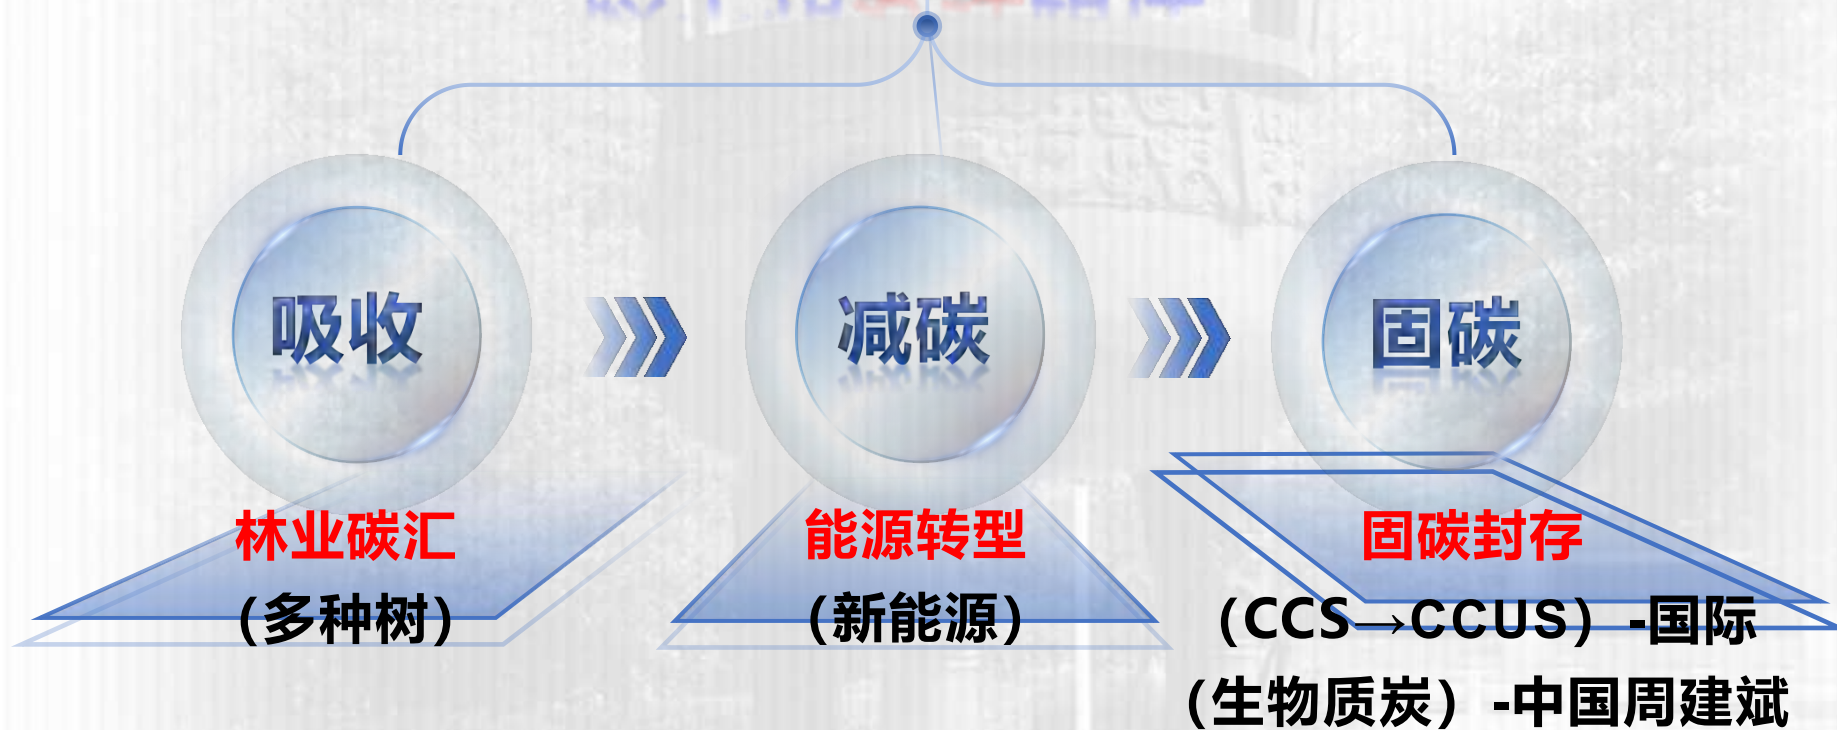 吸收
减碳
固碳
林业碳汇
能源转型
固碳封存
（多种树）
（新能源）
（CCS→CCUS）-国际
（生物质炭）-中国周建斌